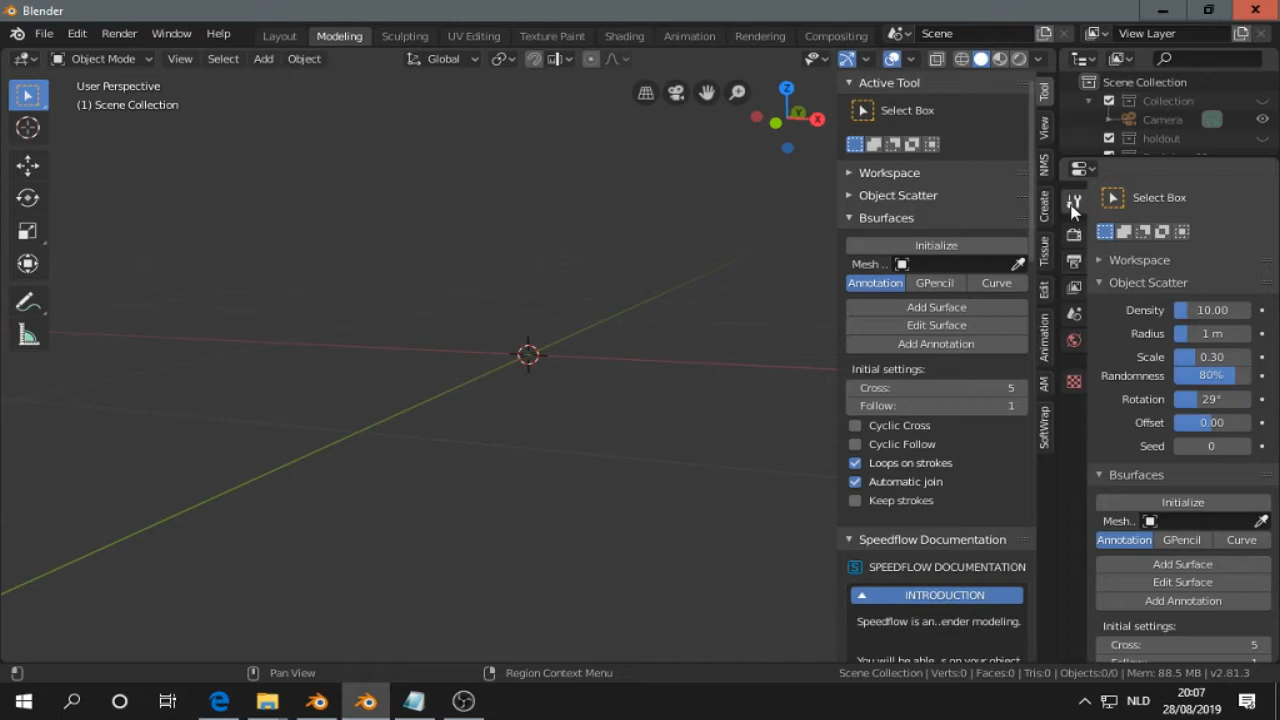 Blender
File Edit Render Window Help
Layout Modeling Sculpting UV Editing Texture Paint Shading Animation Rendering Compositing
Scene
View Layer
Object Mode View Select Add Object
Global
User Perspective
(1) Scene Collection
Z
Y
X
Active Tool
Select Box
Workspace
Object Scatter
Bsurfaces
Initialize
Mesh..
Annotation GPencil Curve
Add Surface
Edit Surface
Add Annotation
Initial settings:
Cross: 5
Follow: 1
Cyclic Cross
Cyclic Follow
Loops on strokes
Automatic join
Keep strokes
Speedflow Documentation
SPEEDFLOW DOCUMENTATION
INTRODUCTION
Speedflow is an..ender modeling.
You will be able..s on your object
Tool
View
NMS
Create
Tissue
Edit
Animation
AM
SoftWrap
Scene Collection
Collection
Camera
holdout
Select Box
Workspace
Object Scatter
Density 10.00
Radius 1 m
Scale 0.30
Randomness 80%
Rotation 29°
Offset 0.00
Seed 0
Bsurfaces
Initialize
Mesh..
Annotation GPencil Curve
Add Surface
Edit Surface
Add Annotation
Initial settings:
Cross: 5
Pan View
Region Context Menu
Scene Collection | Verts:0 | Faces:0 | Tris:0 | Objects:0/0 | Mem: 88.5 MB | v2.81.3
NLD
20:07
28/08/2019